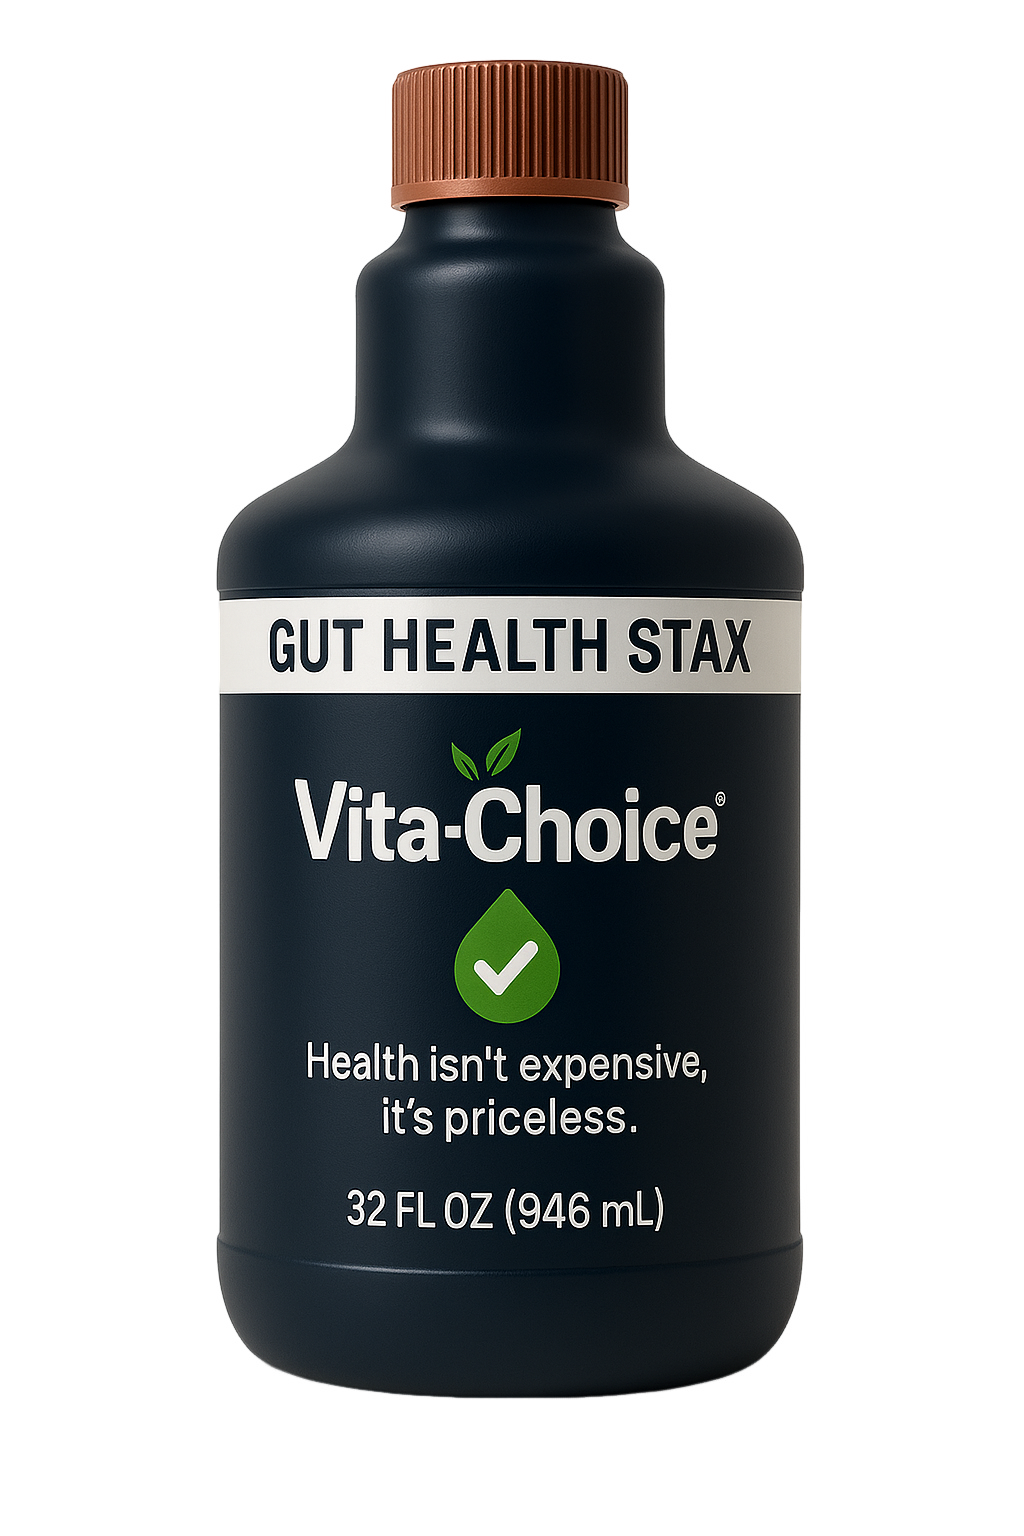 GUT HEALTH STAX
Vita-Choice®
Health isn't expensive,
it’s priceless.
32 FL OZ (946 mL)